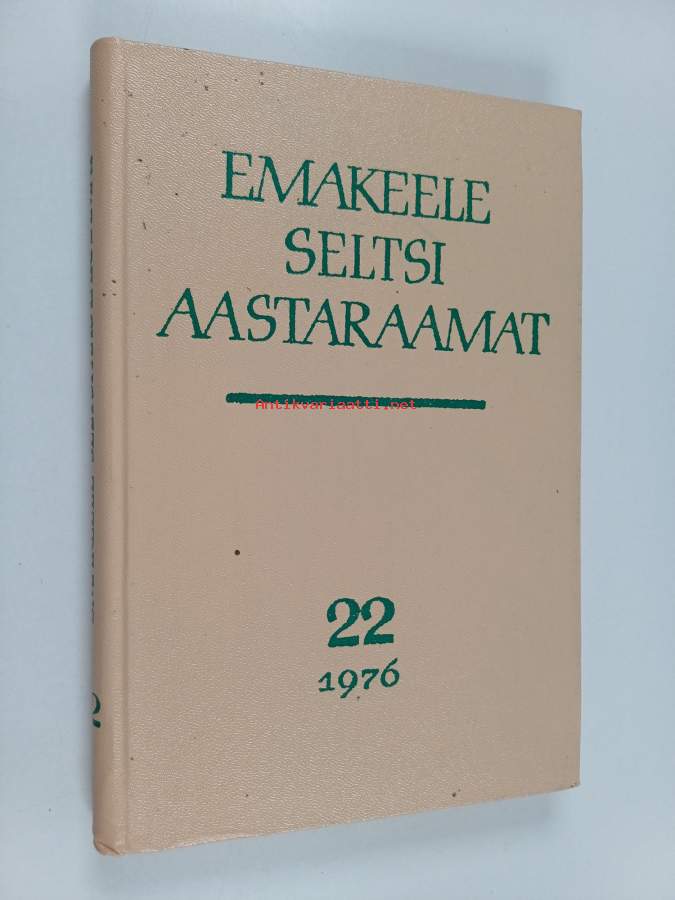 EMAKEELE
SELTSI
AASTARAAMAT
Antikvariaatti.net
22
1976